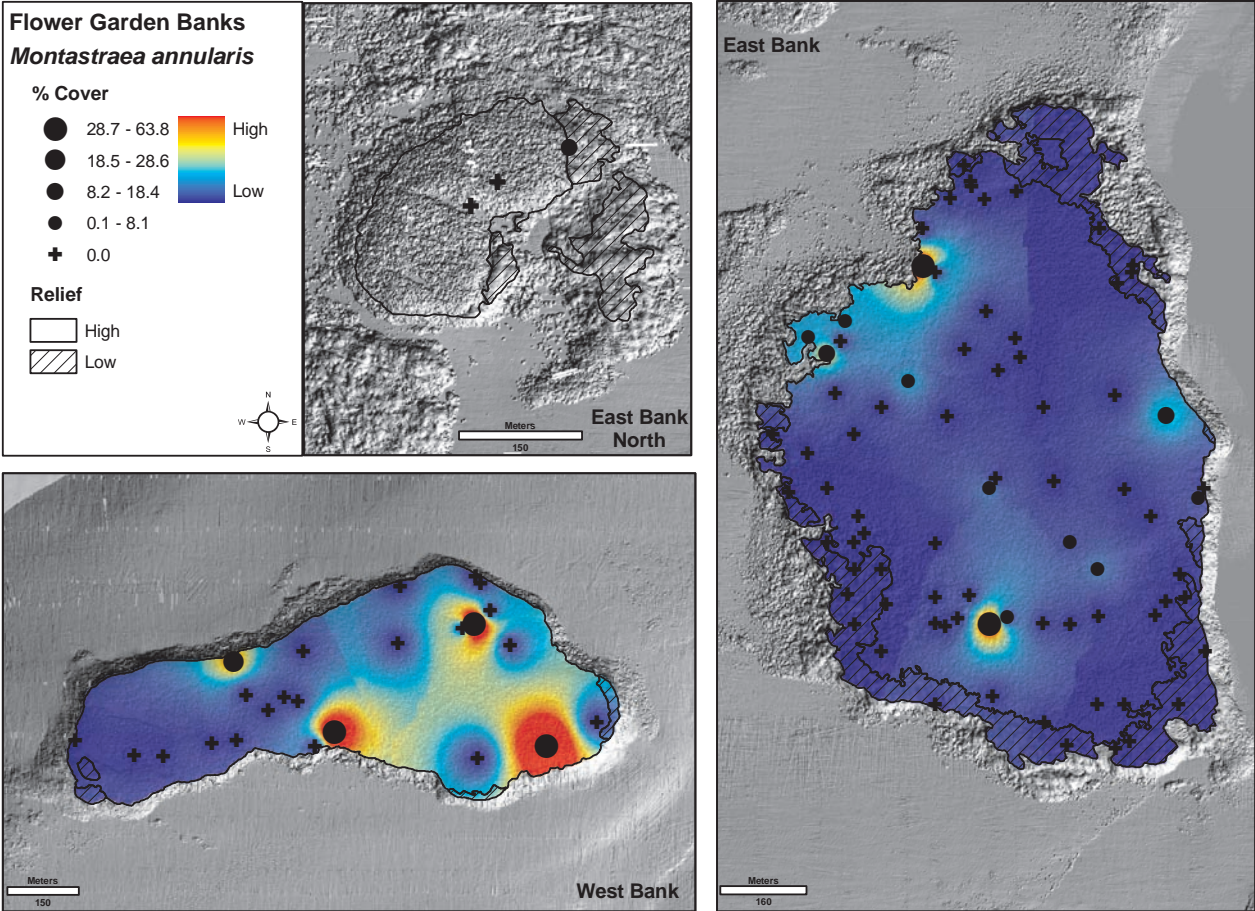 Flower Garden Banks
Montastraea annularis
% Cover
28.7 - 63.8
18.5 - 28.6
8.2 - 18.4
0.1 - 8.1
0.0
High
Low
Relief
High
Low
N
W E
S
Meters
150
East Bank
North
East Bank
Meters
160
Meters
150
West Bank